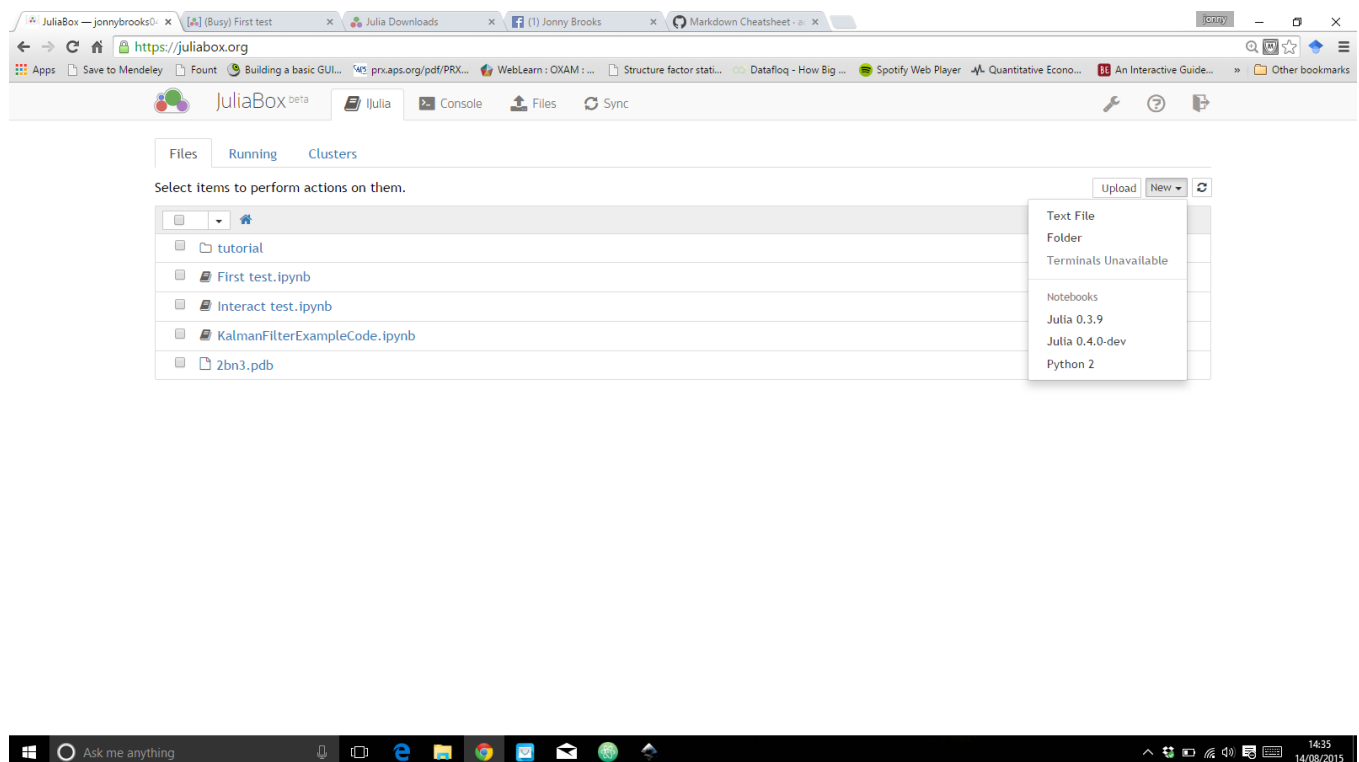 JuliaBox — jonnybrooks0
(Busy) First test
Julia Downloads
(1) Jonny Brooks
Markdown Cheatsheet · a
jonny
https://juliabox.org
Apps
Save to Mendeley
Fount
Building a basic GUI...
prx.aps.org/pdf/PRX...
WebLearn : OXAM : ...
Structure factor stati...
Datafloq - How Big ...
Spotify Web Player
Quantitative Econo...
BE An Interactive Guide...
»
Other bookmarks
JuliaBox beta
IJulia
Console
Files
Sync
Files
Running
Clusters
Select items to perform actions on them.
Upload
New
Text File
Folder
Terminals Unavailable
Notebooks
Julia 0.3.9
Julia 0.4.0-dev
Python 2
tutorial
First test.ipynb
Interact test.ipynb
KalmanFilterExampleCode.ipynb
2bn3.pdb
Ask me anything
14:35
14/08/2015